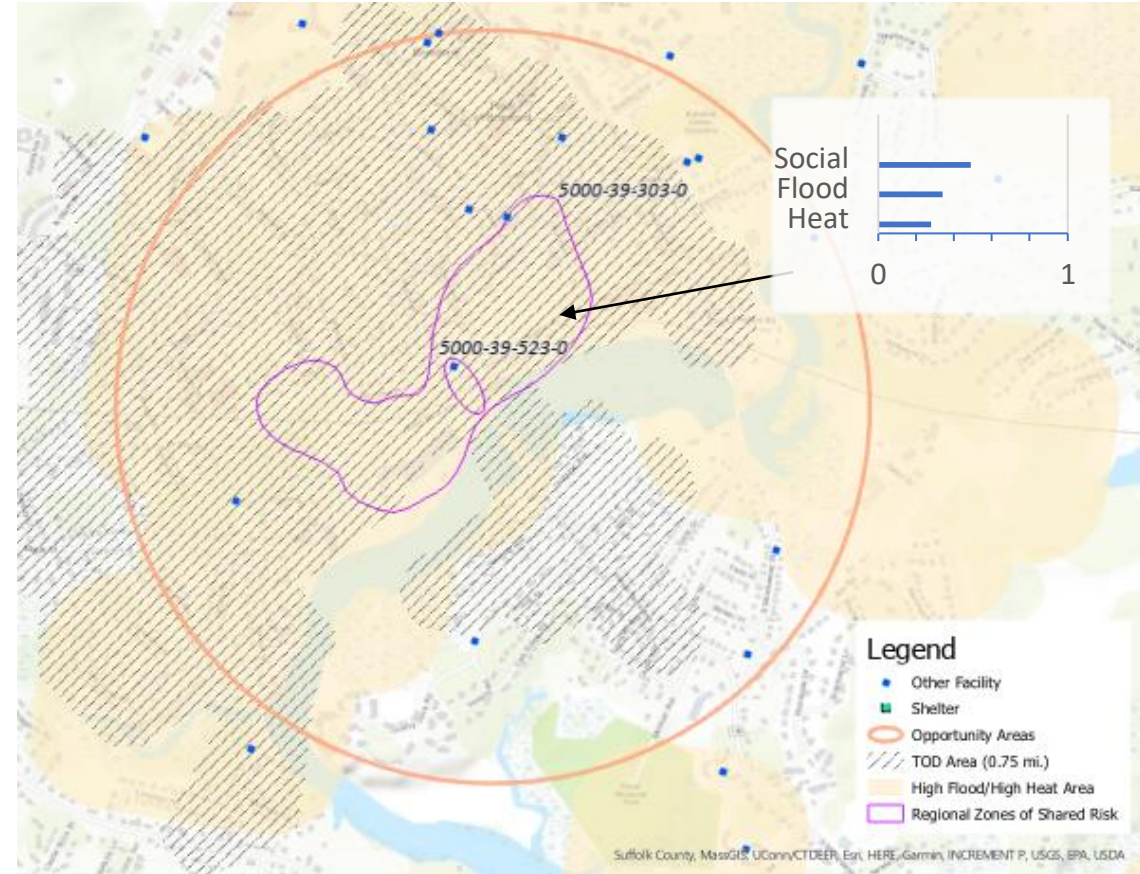 5000-39-303-0
Social
Flood
Heat
0 1
5000-39-523-0
Legend
Other Facility
Shelter
Opportunity Areas
TOD Area (0.75 mi.)
High Flood/High Heat Area
Regional Zones of Shared Risk
Suffolk County, MassGIS, UConn/CTDEEP, Esri, HERE, Garmin, INCREMENT P, USGS, EPA, USDA